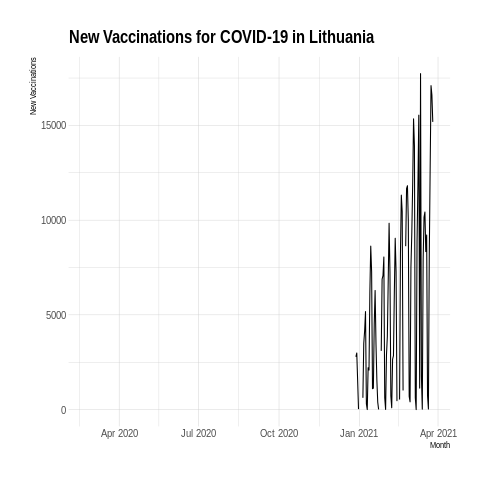 New Vaccinations for COVID-19 in Lithuania
New Vaccinations
15000
10000
5000
0
Apr 2020 Jul 2020 Oct 2020 Jan 2021 Apr 2021
Month